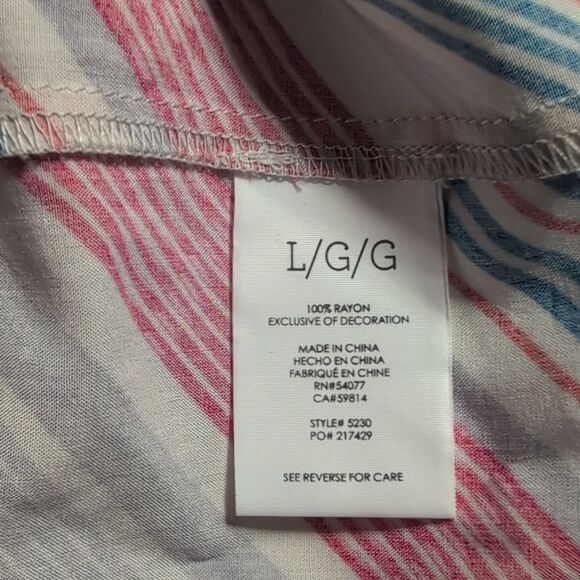 L/G/G
100% RAYON
EXCLUSIVE OF DECORATION
MADE IN CHINA
HECHO EN CHINA
FABRIQUÉ EN CHINE
RN#54077
CA#59814
STYLE# 5230
PO# 217429
SEE REVERSE FOR CARE